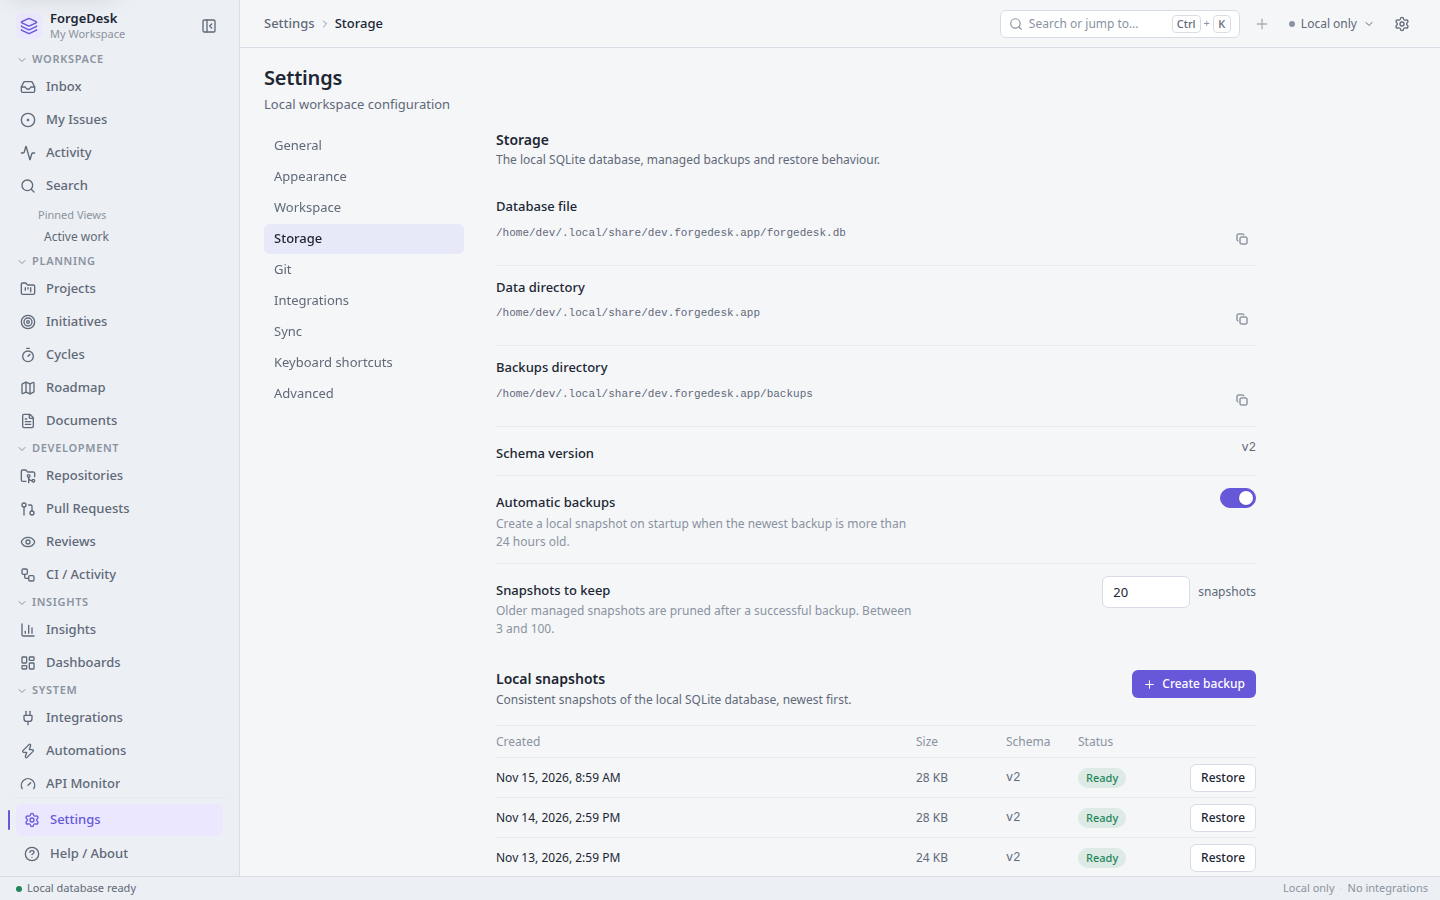 ForgeDesk
My Workspace
WORKSPACE
Inbox
My Issues
Activity
Search
Pinned Views
Active work
PLANNING
Projects
Initiatives
Cycles
Roadmap
Documents
DEVELOPMENT
Repositories
Pull Requests
Reviews
CI / Activity
INSIGHTS
Insights
Dashboards
SYSTEM
Integrations
Automations
API Monitor
Settings
Help / About
Settings > Storage
Search or jump to... Ctrl + K
Local only
Settings
Local workspace configuration
General
Appearance
Workspace
Storage
Git
Integrations
Sync
Keyboard shortcuts
Advanced
Storage
The local SQLite database, managed backups and restore behaviour.
Database file
/home/dev/.local/share/dev.forgedesk.app/forgedesk.db
Data directory
/home/dev/.local/share/dev.forgedesk.app
Backups directory
/home/dev/.local/share/dev.forgedesk.app/backups
Schema version v2
Automatic backups
Create a local snapshot on startup when the newest backup is more than
24 hours old.
Snapshots to keep 20 snapshots
Older managed snapshots are pruned after a successful backup. Between
3 and 100.
Local snapshots
Create backup
Consistent snapshots of the local SQLite database, newest first.
Created Size Schema Status
Nov 15, 2026, 8:59 AM 28 KB v2 Ready Restore
Nov 14, 2026, 2:59 PM 28 KB v2 Ready Restore
Nov 13, 2026, 2:59 PM 24 KB v2 Ready Restore
Local database ready
Local only · No integrations